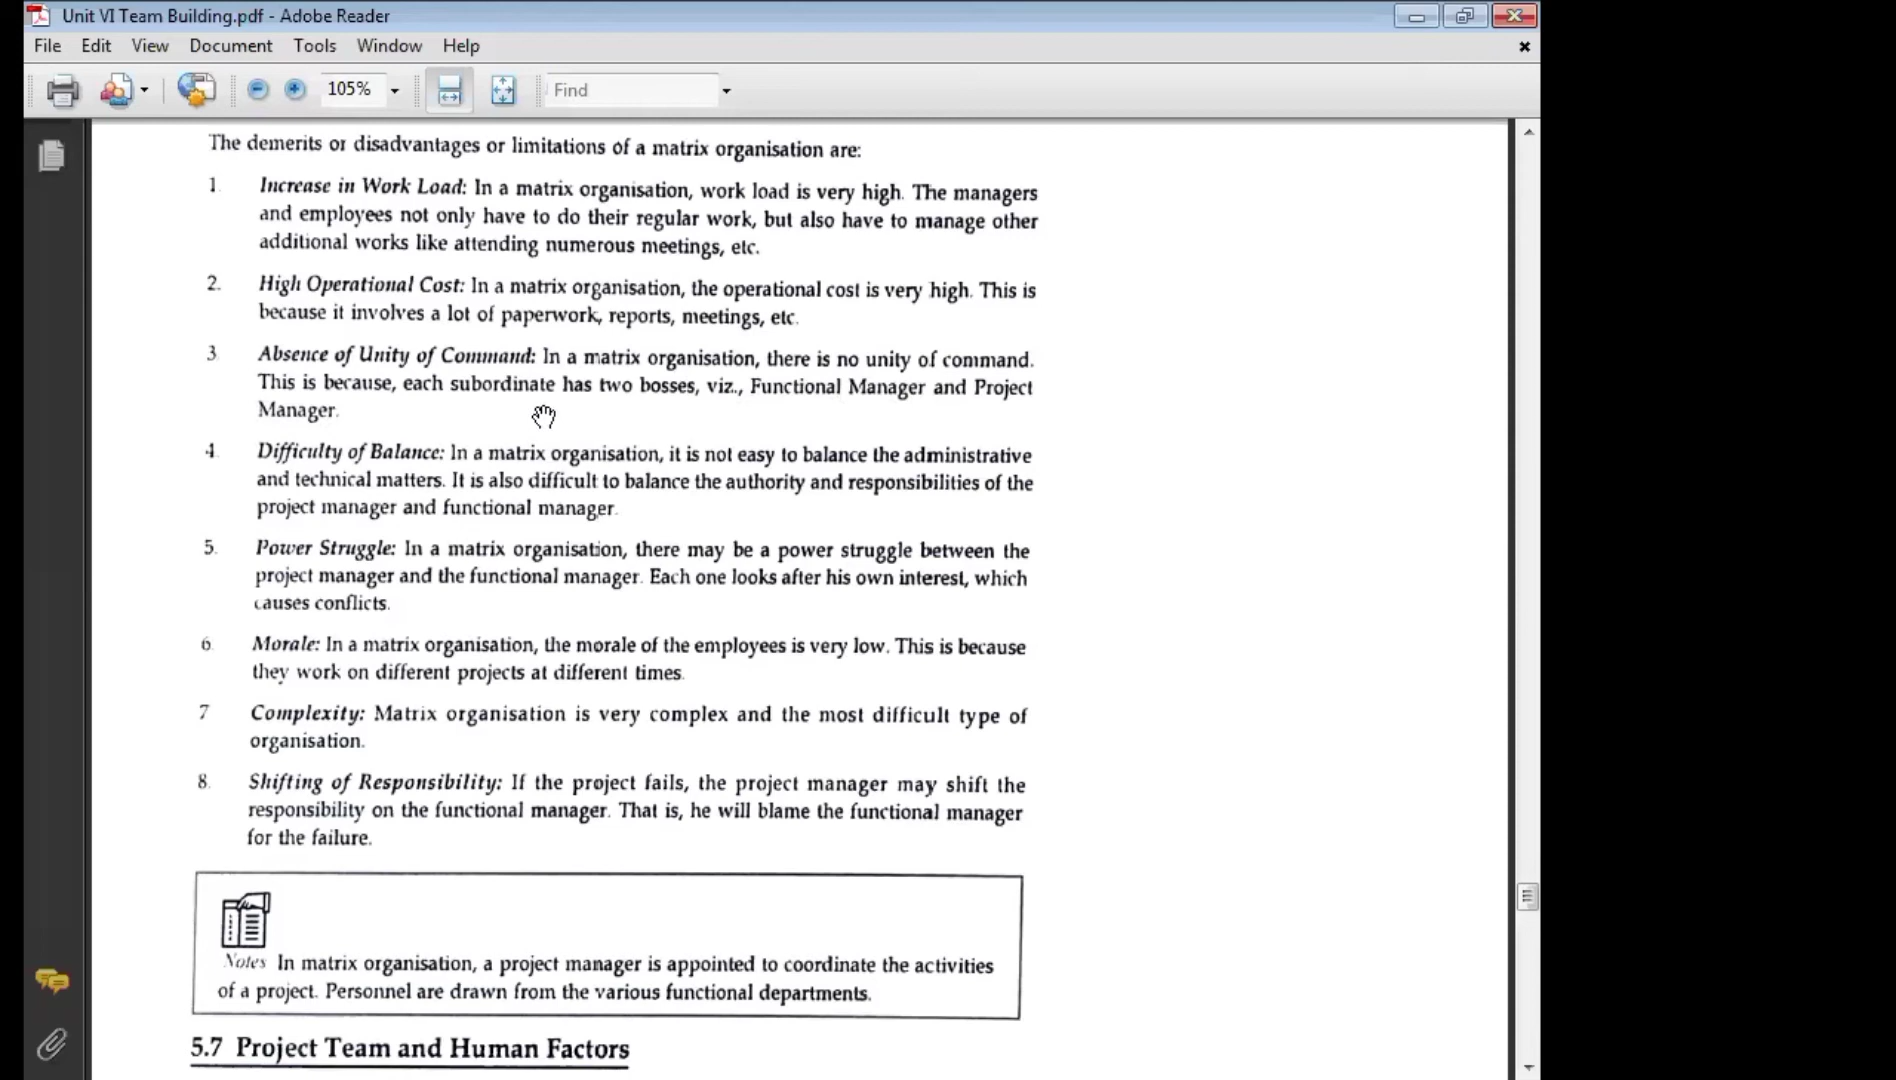 Unit VI Team Building.pdf - Adobe Reader
File Edit View Document Tools Window Help
105% Find
The demerits or disadvantages or limitations of a matrix organisation are:
1. Increase in Work Load: In a matrix organisation, work load is very high. The managers
and employees not only have to do their regular work, but also have to manage other
additional works like attending numerous meetings, etc.
2. High Operational Cost: In a matrix organisation, the operational cost is very high. This is
because it involves a lot of paperwork, reports, meetings, etc.
3. Absence of Unity of Command: In a matrix organisation, there is no unity of command.
This is because, each subordinate has two bosses, viz., Functional Manager and Project
Manager.
4. Difficulty of Balance: In a matrix organisation, it is not easy to balance the administrative
and technical matters. It is also difficult to balance the authority and responsibilities of the
project manager and functional manager.
5. Power Struggle: In a matrix organisation, there may be a power struggle between the
project manager and the functional manager. Each one looks after his own interest, which
causes conflicts.
6. Morale: In a matrix organisation, the morale of the employees is very low. This is because
they work on different projects at different times.
7 Complexity: Matrix organisation is very complex and the most difficult type of
organisation.
8. Shifting of Responsibility: If the project fails, the project manager may shift the
responsibility on the functional manager. That is, he will blame the functional manager
for the failure.
Notes In matrix organisation, a project manager is appointed to coordinate the activities
of a project. Personnel are drawn from the various functional departments.
5.7 Project Team and Human Factors